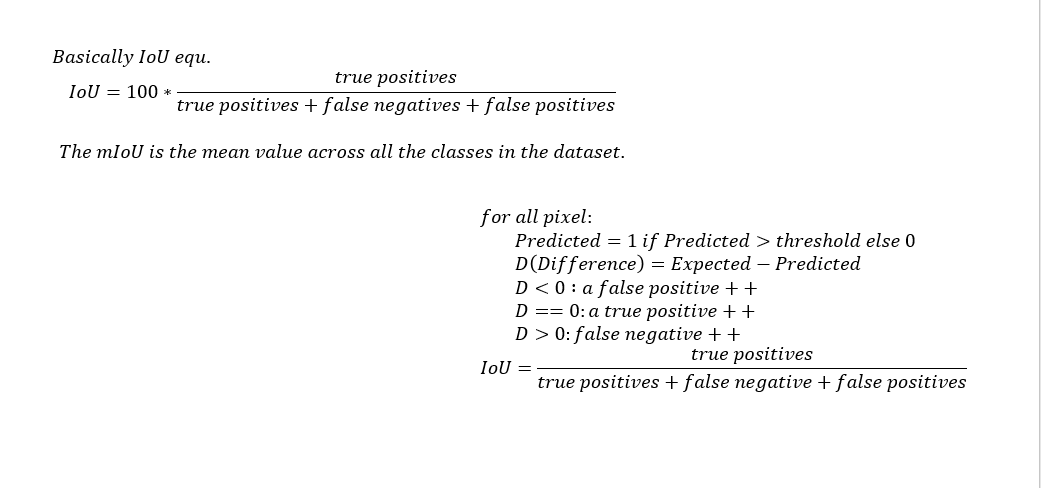 Basically IoU equ.
IoU = 100 * true positives / true positives + false negatives + false positives
The mIoU is the mean value across all the classes in the dataset.
for all pixel:
Predicted = 1 if Predicted > threshold else 0
D(Difference) = Expected − Predicted
D < 0 : a false positive + +
D == 0: a true positive + +
D > 0: false negative + +
IoU = true positives / true positives + false negative + false positives